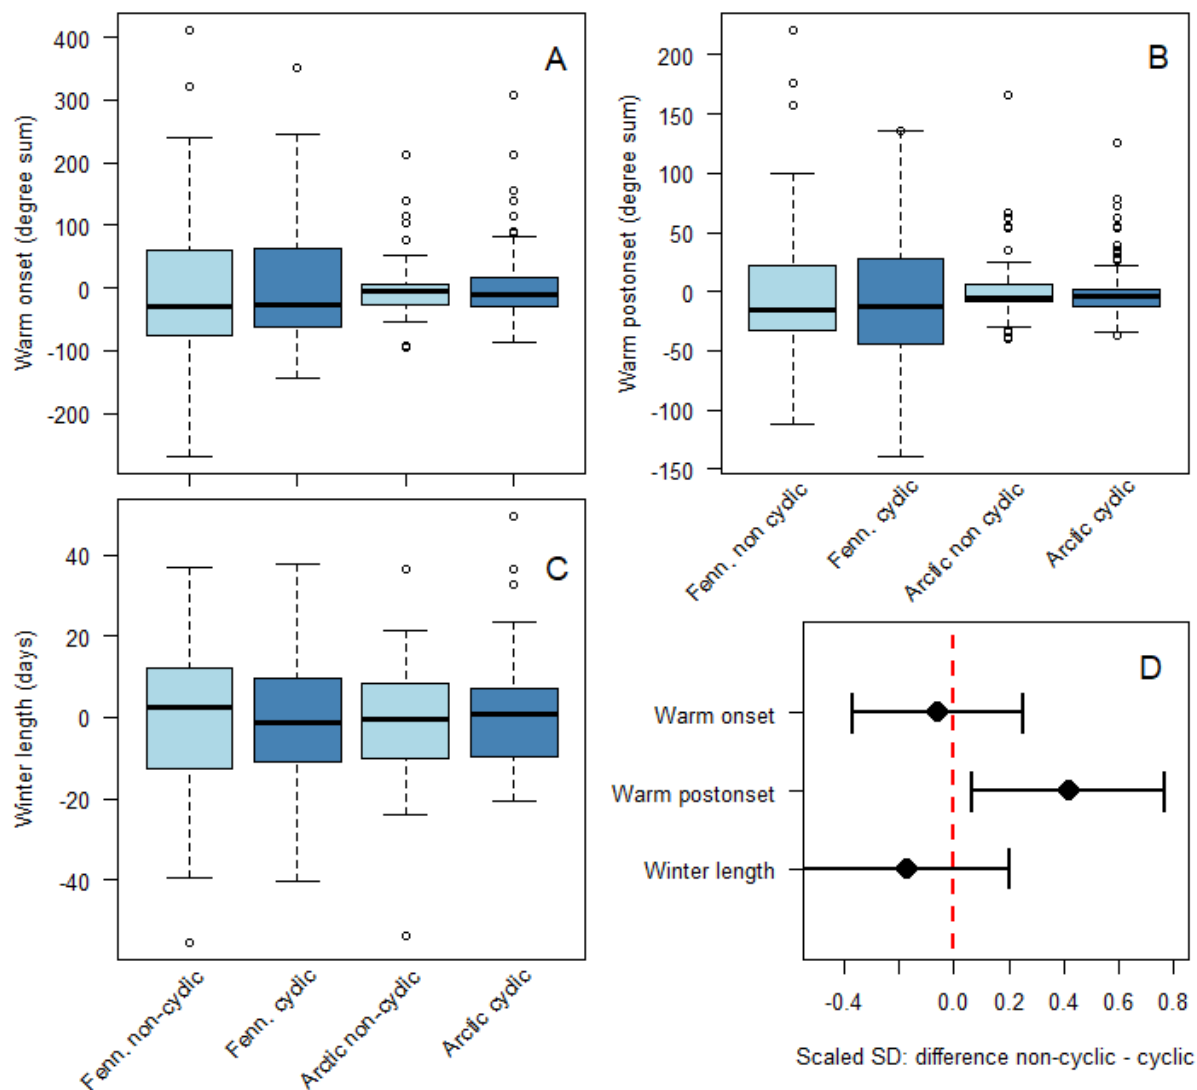 A
Warm onset (degree sum)
400
300
200
100
0
-100
-200
B
Warm postonset (degree sum)
200
150
100
50
0
-50
-100
-150
Fenn. non cyclic
Fenn. cyclic
Arctic non cyclic
Arctic cyclic
C
Winter length (days)
40
20
0
-20
-40
Fenn. non-cyclic
Fenn. cyclic
Arctic non-cyclic
Arctic cyclic
D
Warm onset
Warm postonset
Winter length
-0.4 0.0 0.2 0.4 0.6 0.8
Scaled SD: difference non-cyclic - cyclic